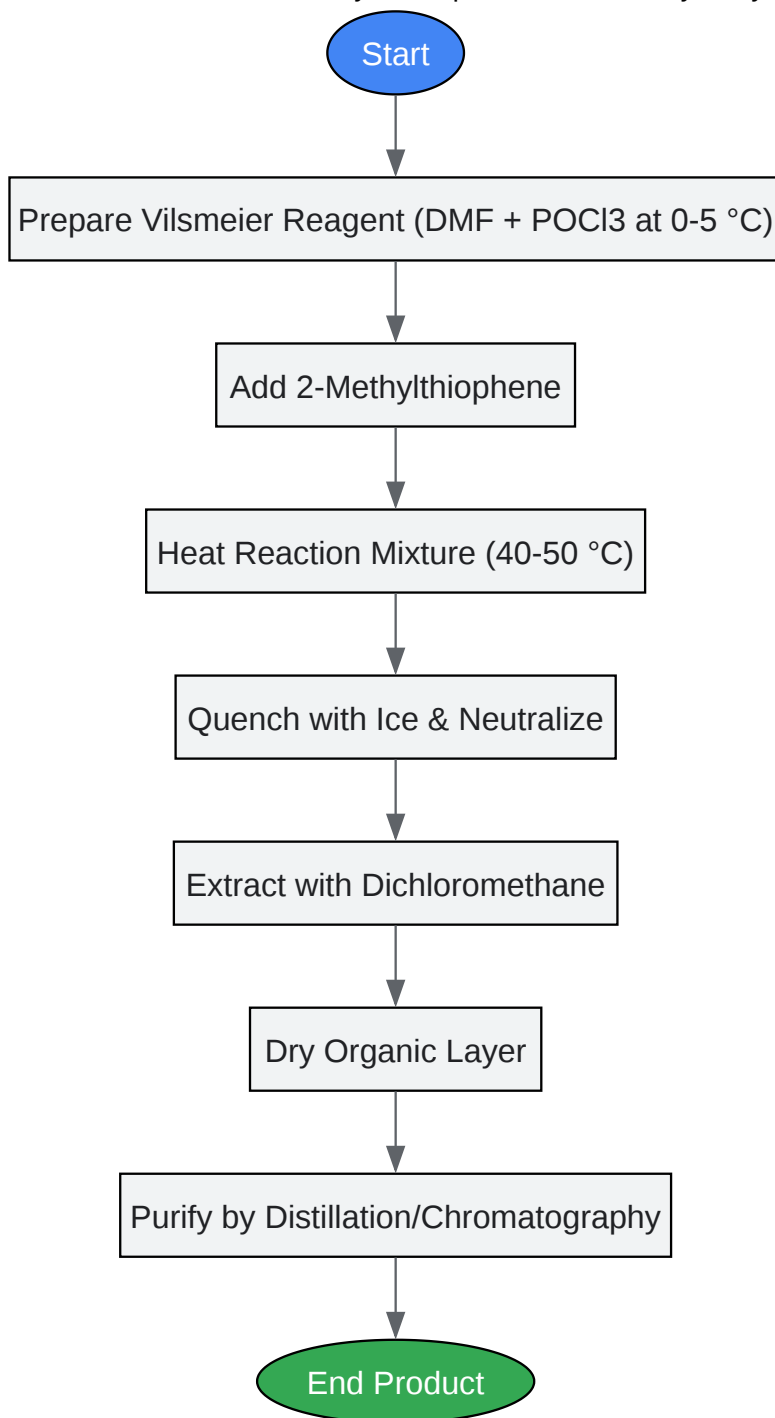 Start
Prepare Vilsmeier Reagent (DMF + POCl3 at 0-5 °C)
Add 2-Methylthiophene
Heat Reaction Mixture (40-50 °C)
Quench with Ice & Neutralize
Extract with Dichloromethane
Dry Organic Layer
Purify by Distillation/Chromatography
End Product